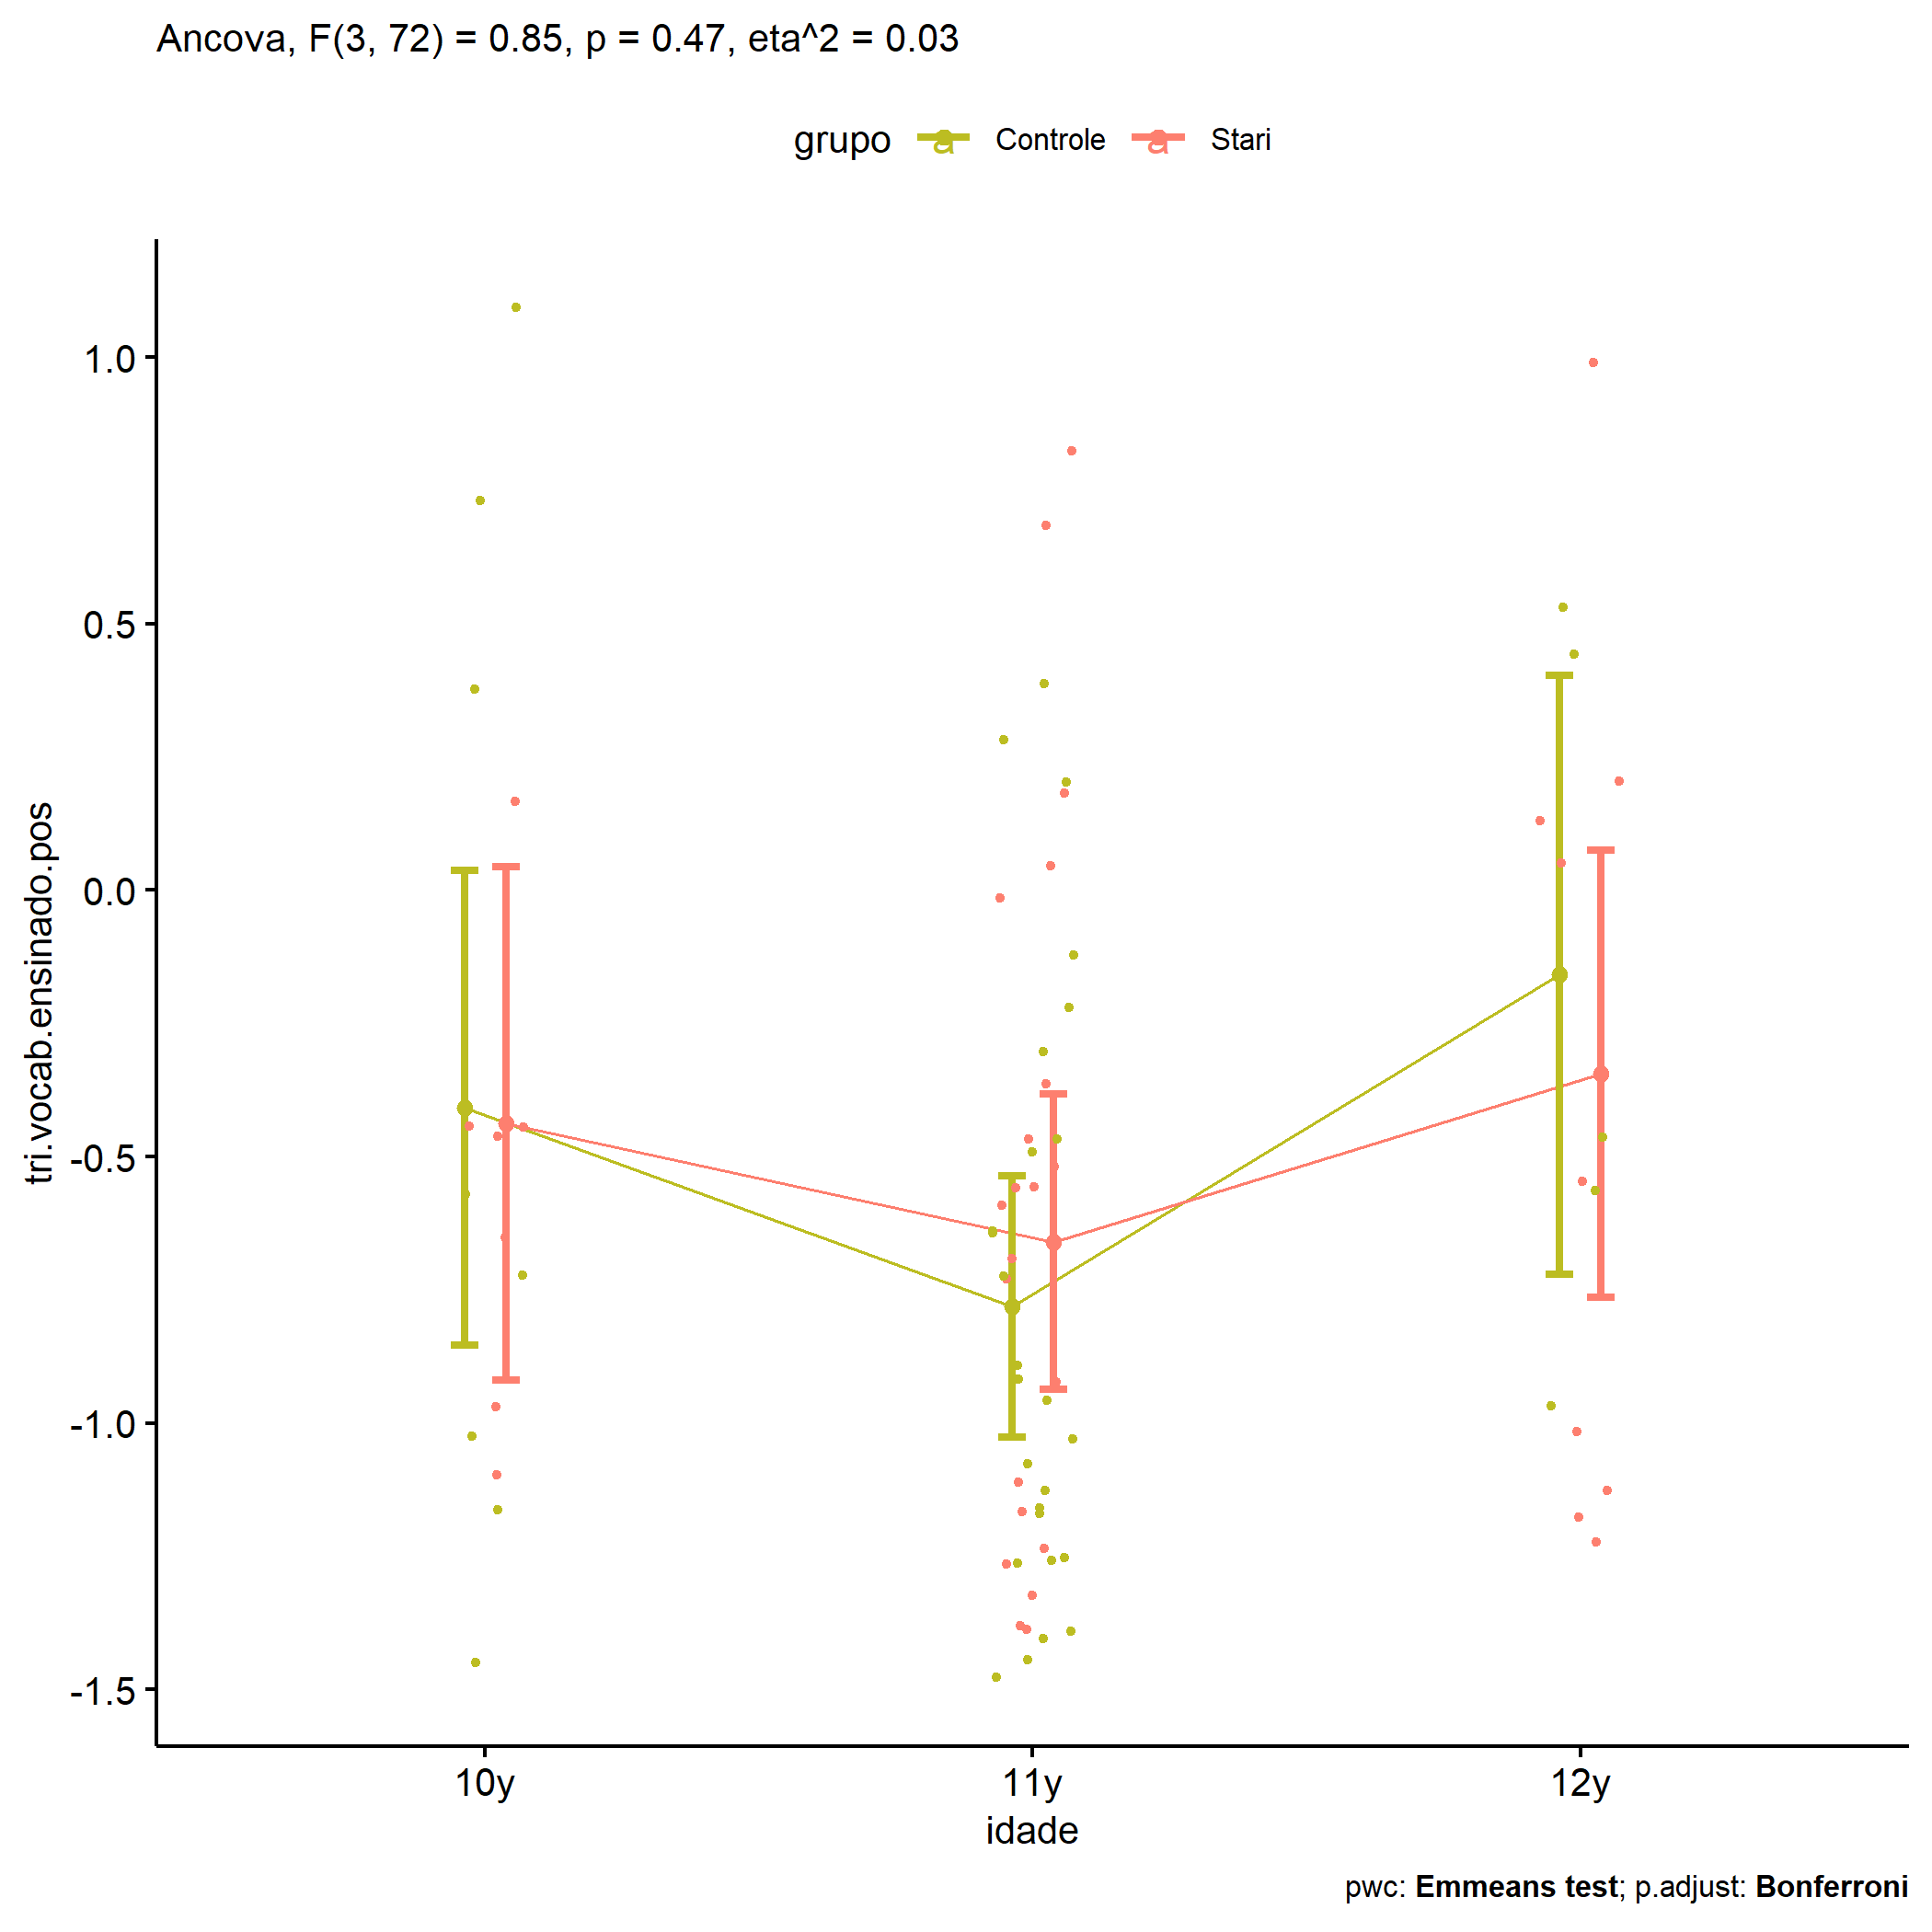 Ancova, F(3, 72) = 0.85, p = 0.47, eta^2 = 0.03
grupo a Controle a Stari
1.0
0.5
0.0
-0.5
-1.0
-1.5
tri.vocab.ensinado.pos
10y 11y 12y
idade
pwc: Emmeans test; p.adjust: Bonferroni